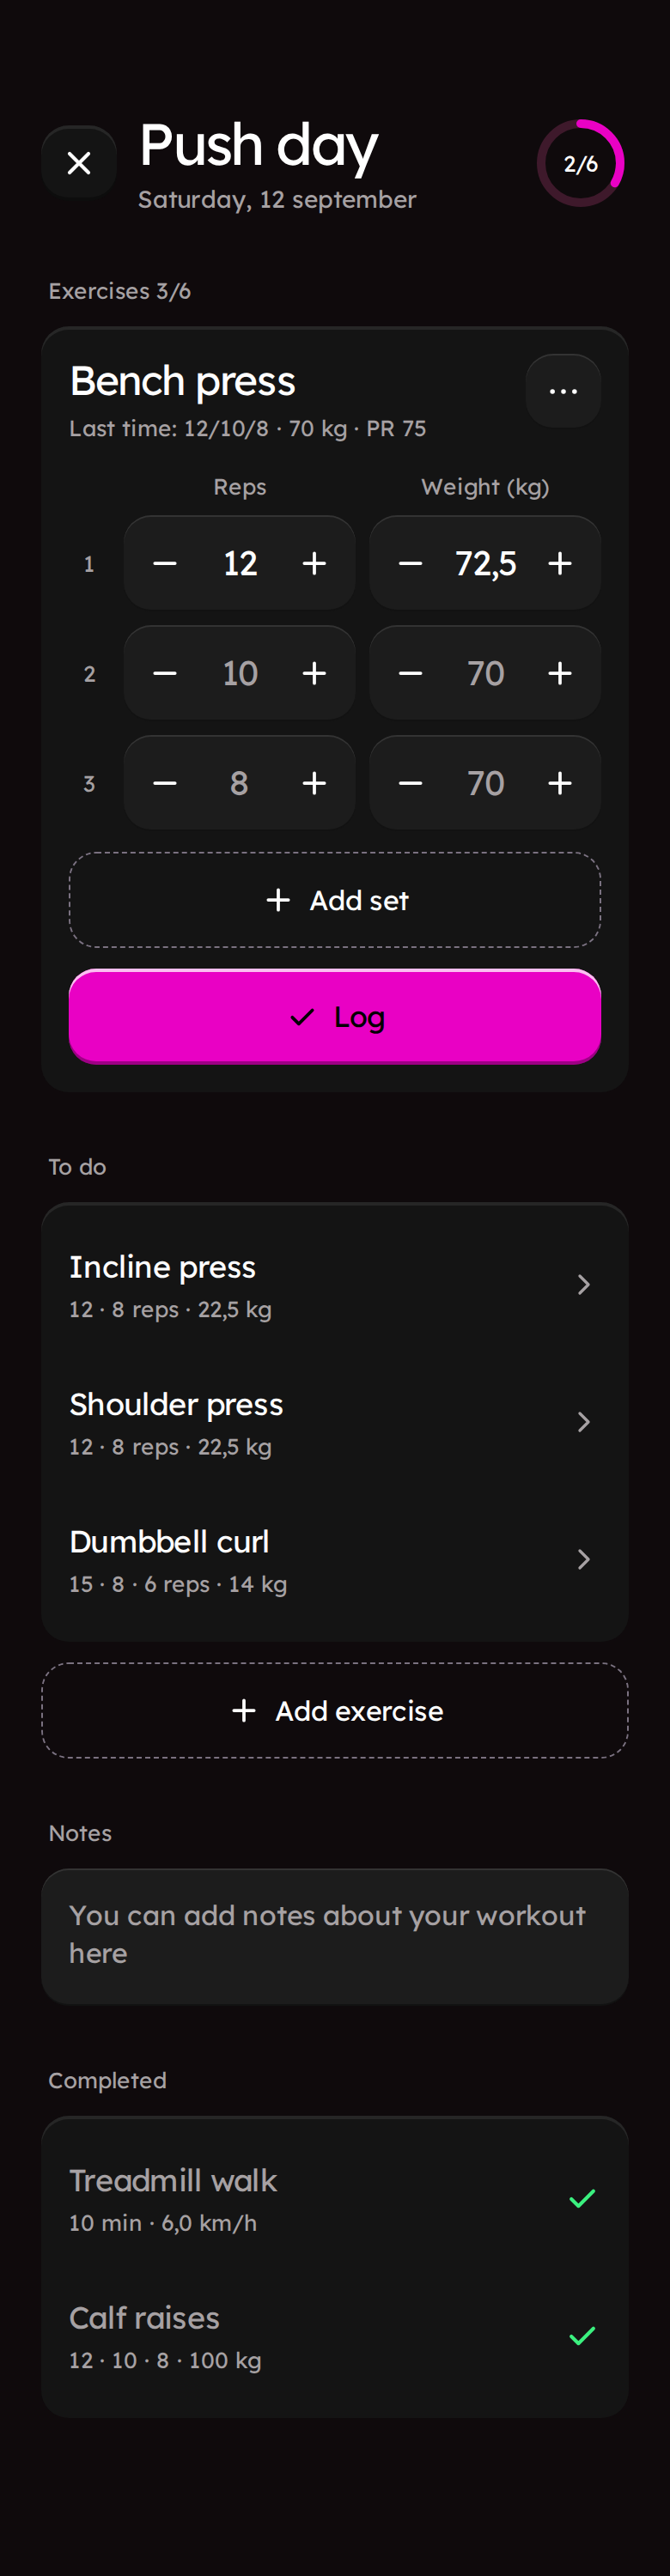 Push day
Saturday, 12 september
2/6
Exercises 3/6
Bench press
Last time: 12/10/8 · 70 kg · PR 75
Reps Weight (kg)
1 − 12 + − 72,5 +
2 − 10 + − 70 +
3 − 8 + − 70 +
+ Add set
Log
To do
Incline press
12 · 8 reps · 22,5 kg
Shoulder press
12 · 8 reps · 22,5 kg
Dumbbell curl
15 · 8 · 6 reps · 14 kg
+ Add exercise
Notes
You can add notes about your workout
here
Completed
Treadmill walk
10 min · 6,0 km/h
Calf raises
12 · 10 · 8 · 100 kg